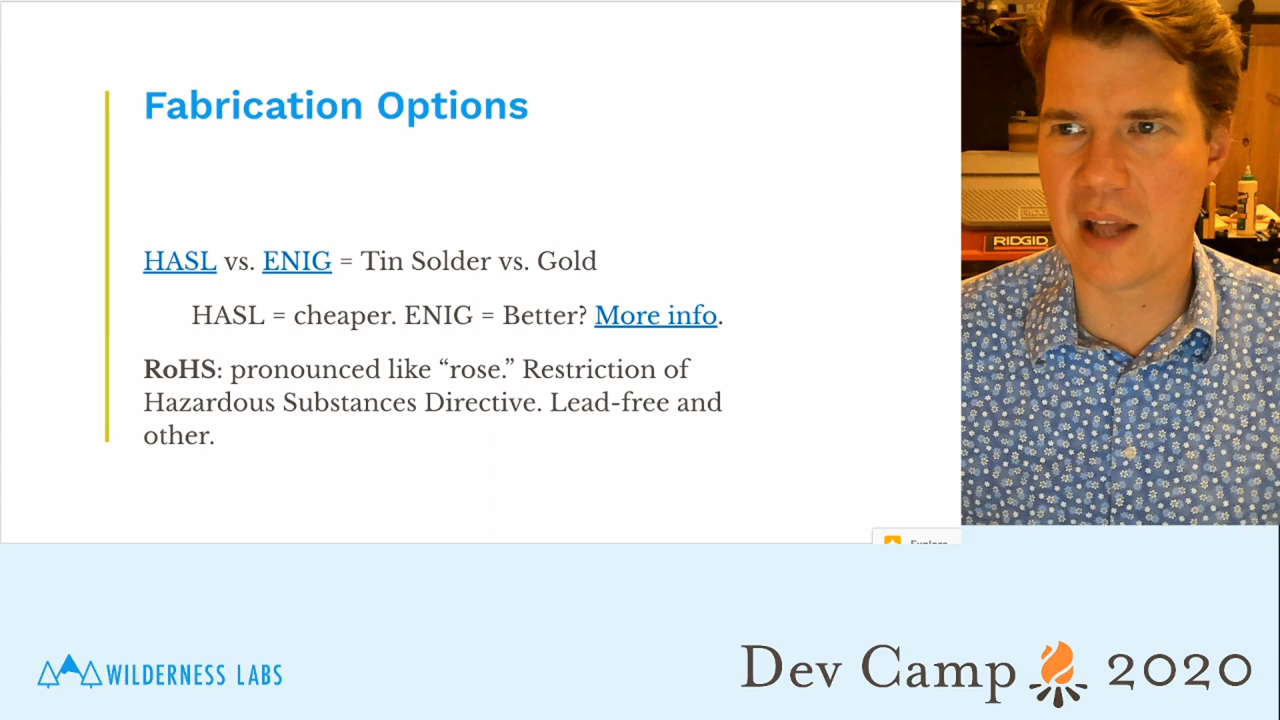 Fabrication Options
HASL vs. ENIG = Tin Solder vs. Gold
HASL = cheaper. ENIG = Better? More info.
RoHS: pronounced like “rose.” Restriction of
Hazardous Substances Directive. Lead-free and
other.
RIDGID
Explore
WILDERNESS LABS
Dev Camp 2020